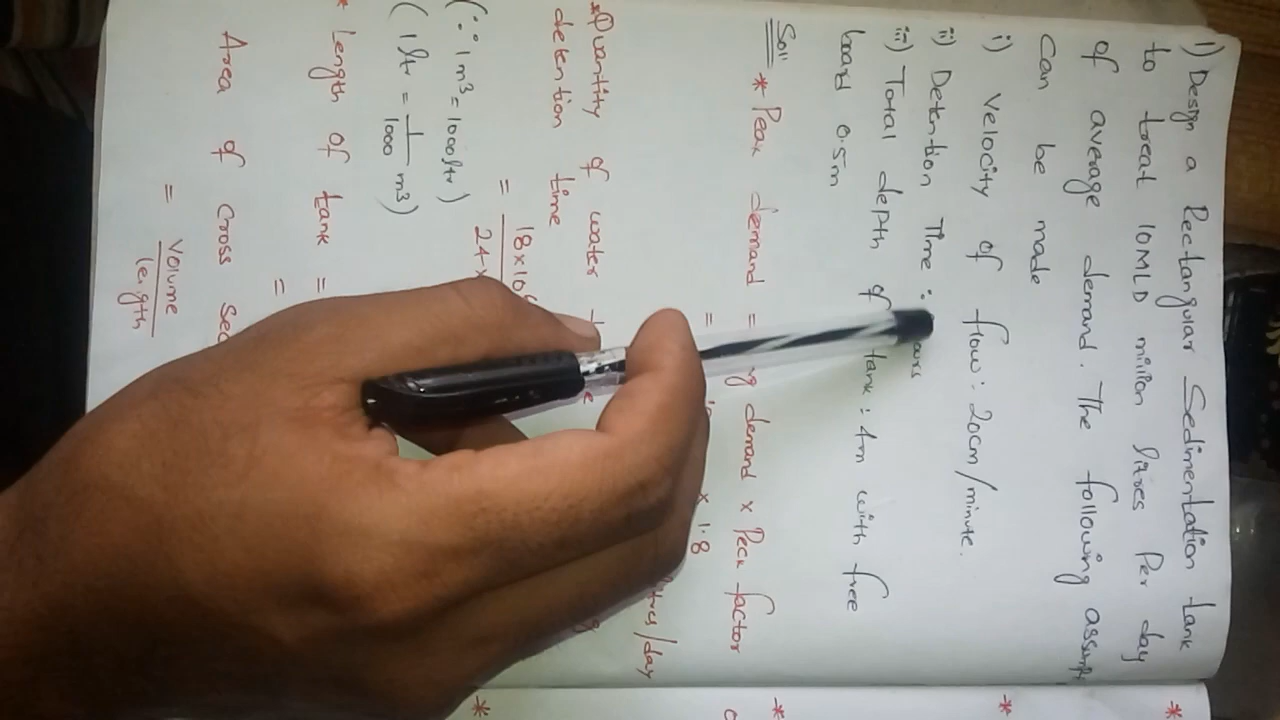 1) Design a Rectangular Sedimentation tank
to treat 10MLD million litres Per day
of average demand. The following assump
Can be made
i) Velocity of flow: 20cm/minute.
ii) Detention Time:
iii) Total depth of tank: 4m with free
board 0.5m
Soln * Peak demand = demand x Peak factor
= x 1.8
/day
*① Quantity of water
detention time
= 18×10
24×
(∵ 1m³ = 1000ltr)
(1ltr = 1/1000 m³)
* Length of tank =
=
Area of Cross Sec
= Volume
length